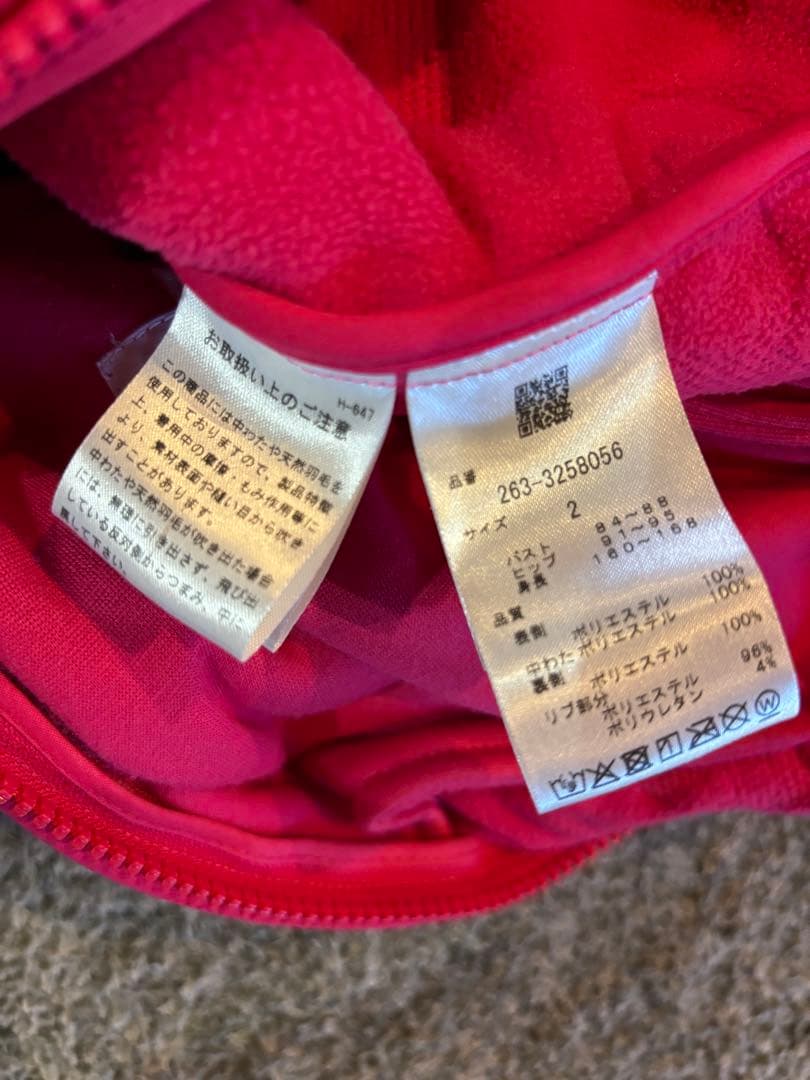 お取扱い上のご注意
H-647
この商品には中わたや天然羽毛を
使用しておりますので、製品特性
上、着用中の摩擦、もみ作用等に
より、素材表面や縫い目から吹き
出すことがあります。
中わたや天然羽毛が吹き出た場合
には、無理に引き出さず、飛び出
している反対側からつまみ、中に
戻して下さい。
品番
263-3258056
サイズ 2
バスト 84～88
ヒップ 91～95
身長 160～168
品質
表側 ポリエステル 100%
中わた ポリエステル 100%
裏側 ポリエステル 100%
リブ部分 ポリエステル 96%
ポリウレタン 4%
W